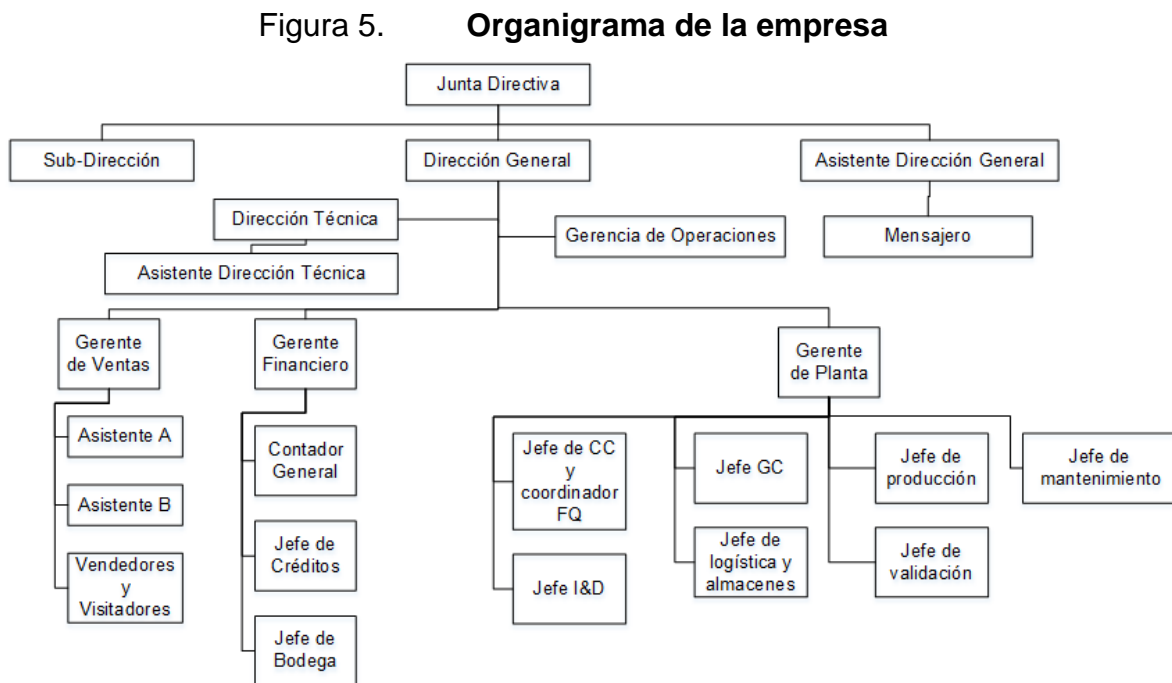 Figura 5. Organigrama de la empresa
Junta Directiva
Sub-Dirección
Dirección General
Asistente Dirección General
Dirección Técnica
Gerencia de Operaciones
Mensajero
Asistente Dirección Técnica
Gerente
de Ventas
Gerente
Financiero
Gerente
de Planta
Asistente A
Asistente B
Vendedores
y
Visitadores
Contador
General
Jefe de
Créditos
Jefe de
Bodega
Jefe de CC
y
coordinador
FQ
Jefe I&D
Jefe GC
Jefe de
logística y
almacenes
Jefe de
producción
Jefe de
validación
Jefe de
mantenimiento